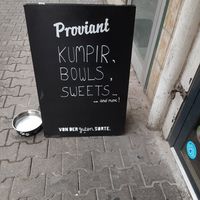 Proviant
KUMPIR,
BOWLS,
SWEETS...
... and more!
VON DER guten SORTE.